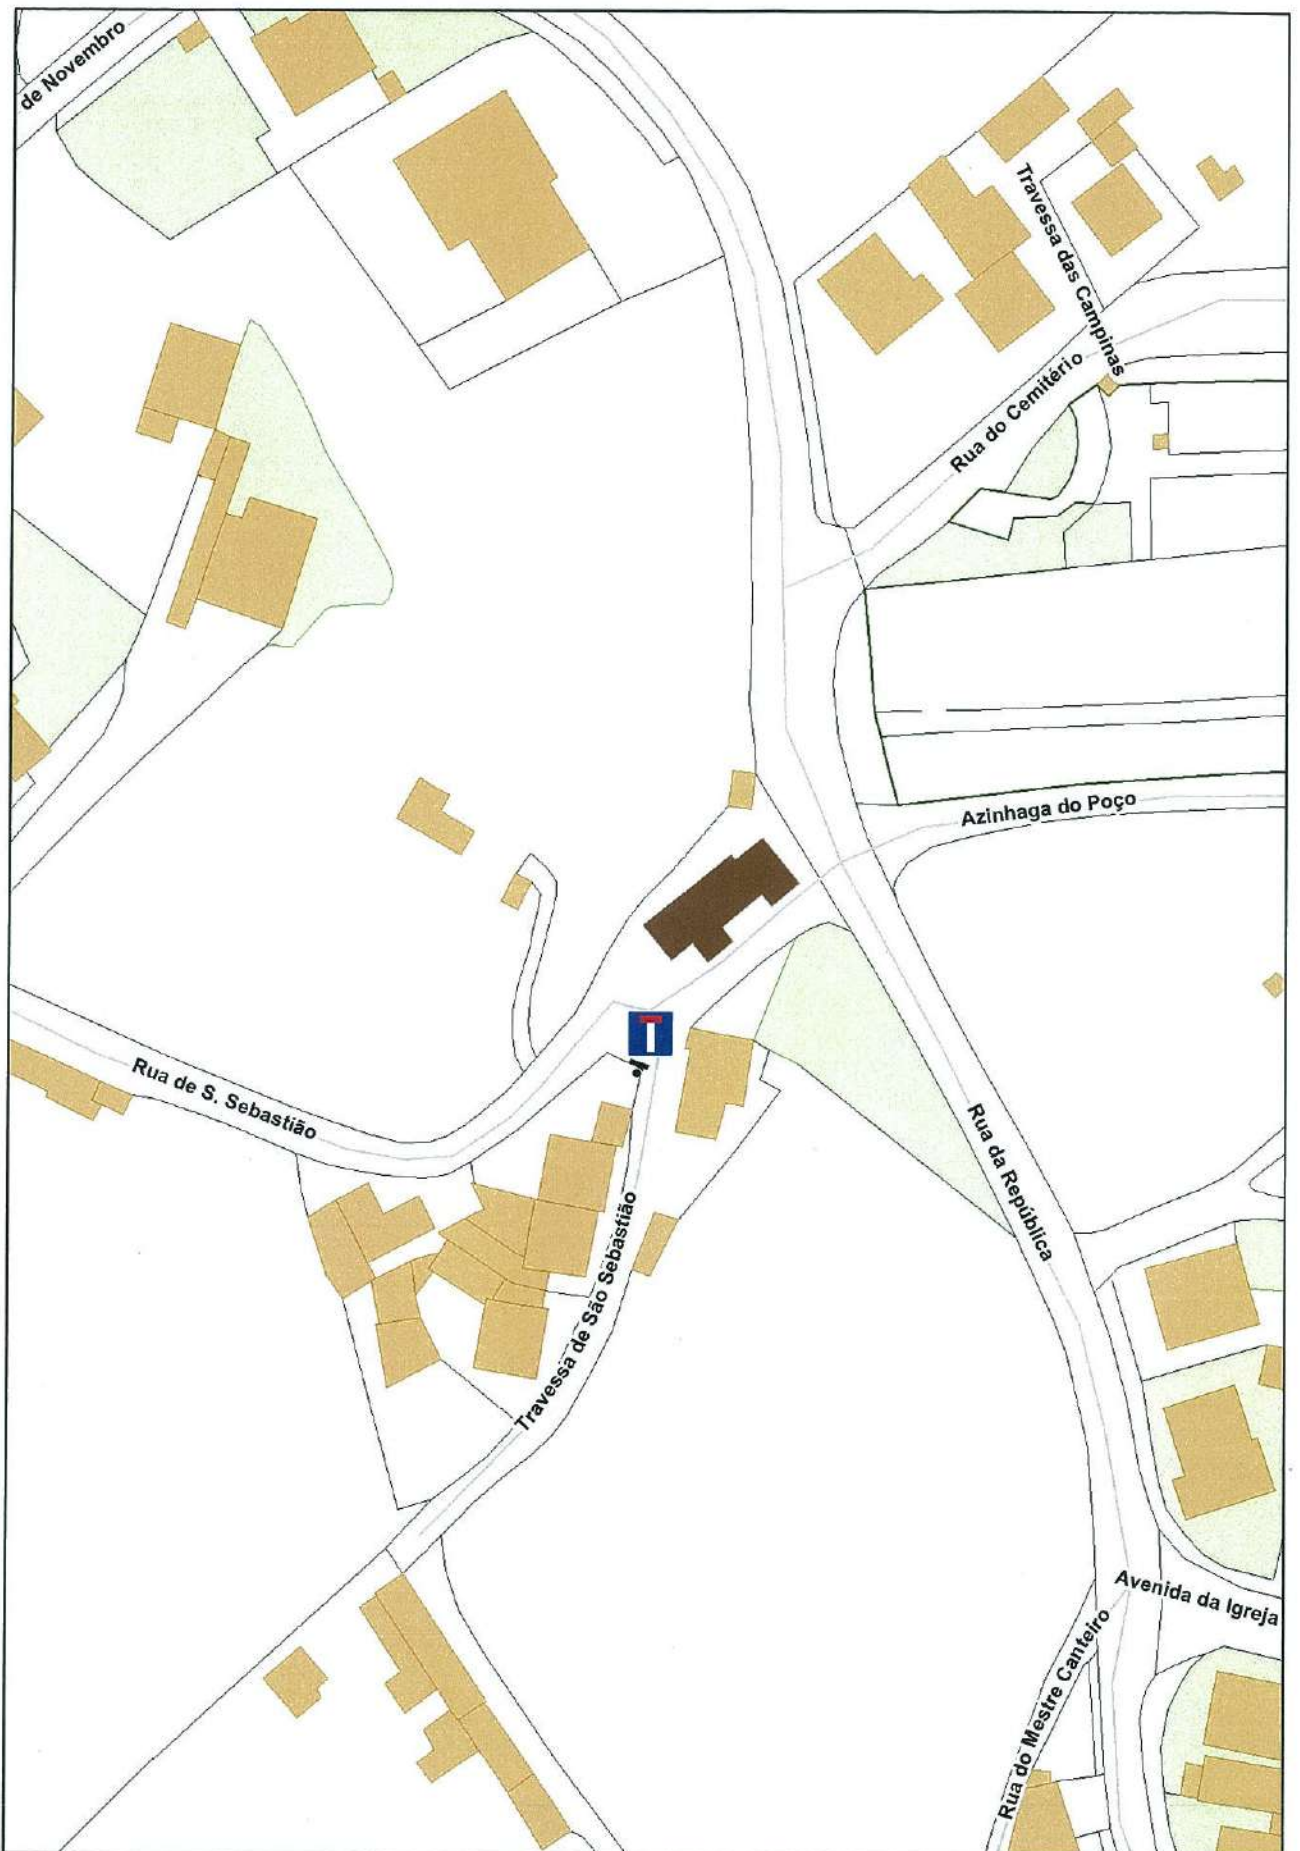 de Novembro
Travessa das Campinas
Rua do Cemitério
Azinhaga do Poço
Rua de S. Sebastião
Rua da República
Travessa de São Sebastião
Avenida da Igreja
Rua do Mestre Canteiro